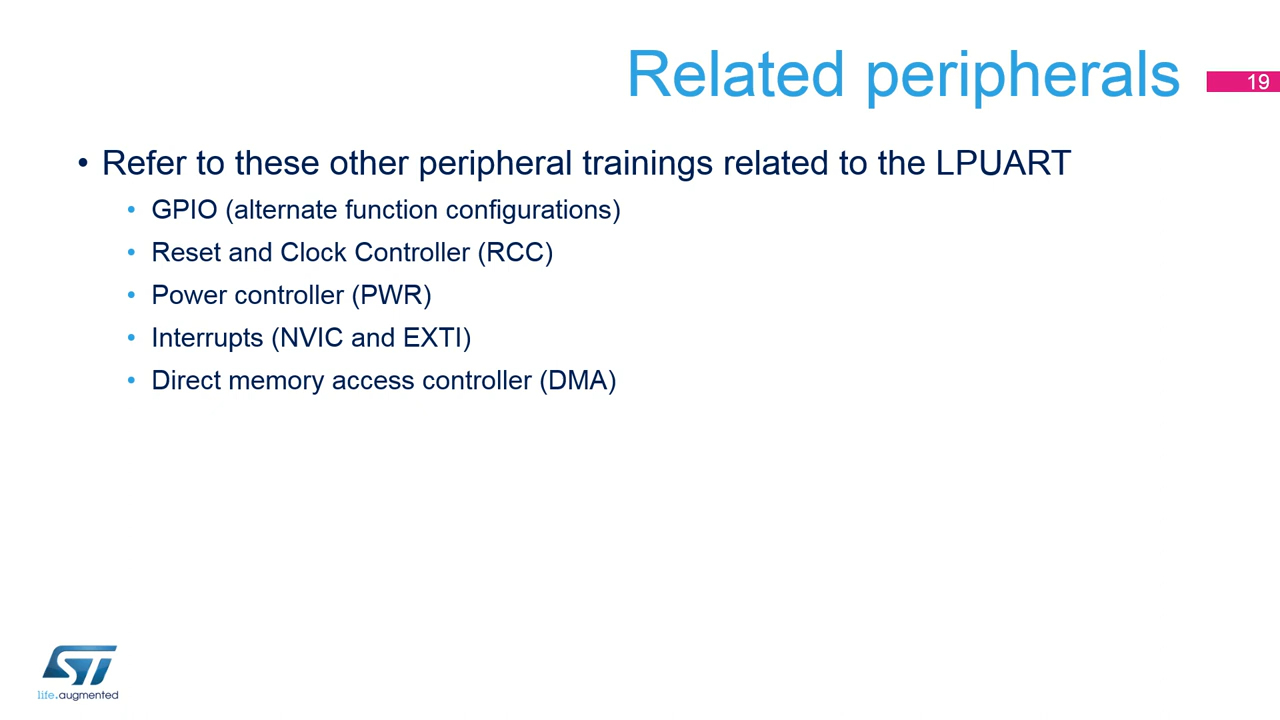 Related peripherals
19
• Refer to these other peripheral trainings related to the LPUART
• GPIO (alternate function configurations)
• Reset and Clock Controller (RCC)
• Power controller (PWR)
• Interrupts (NVIC and EXTI)
• Direct memory access controller (DMA)
ST
life.augmented